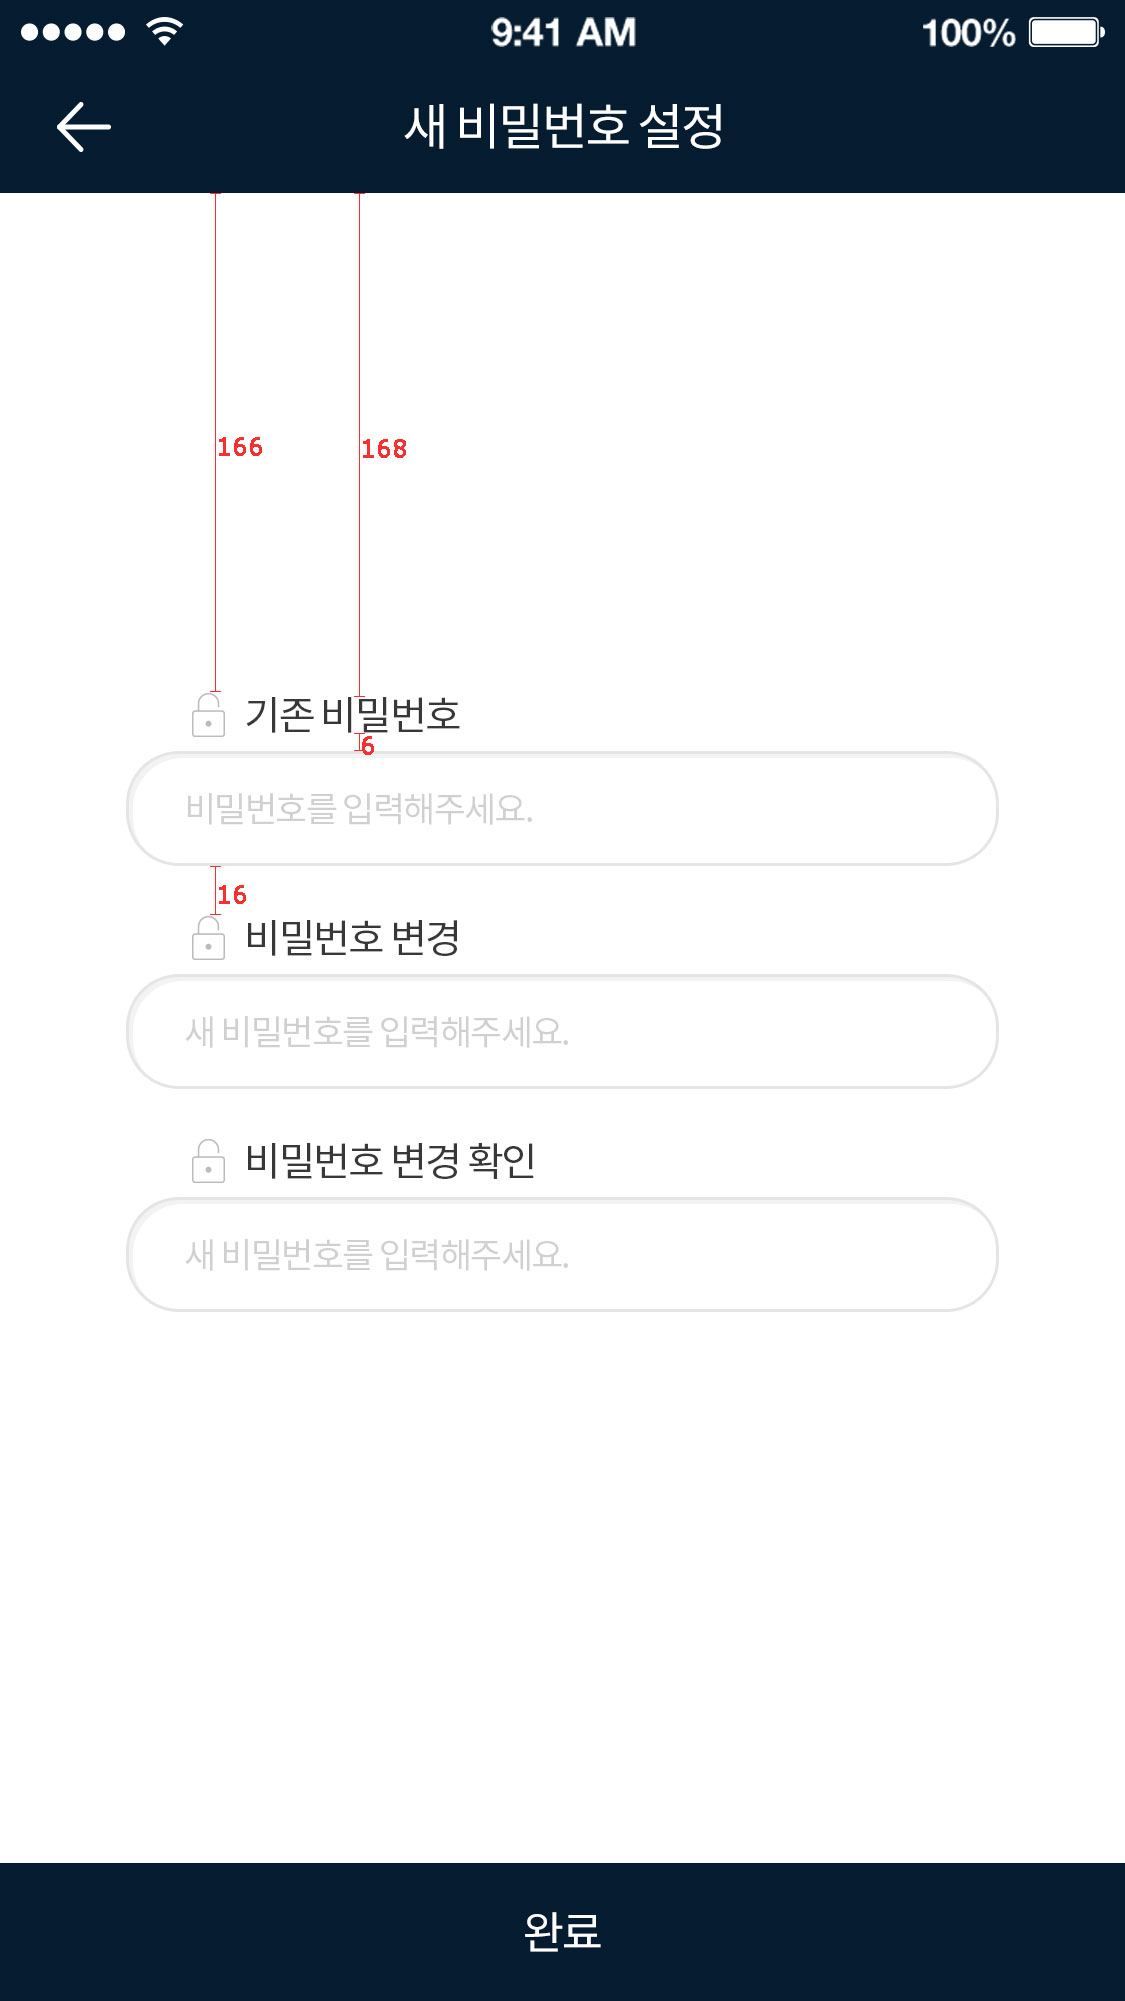 9:41 AM 100%
새 비밀번호 설정
166 168
기존 비밀번호
6
비밀번호를 입력해주세요.
16
비밀번호 변경
새 비밀번호를 입력해주세요.
비밀번호 변경 확인
새 비밀번호를 입력해주세요.
완료